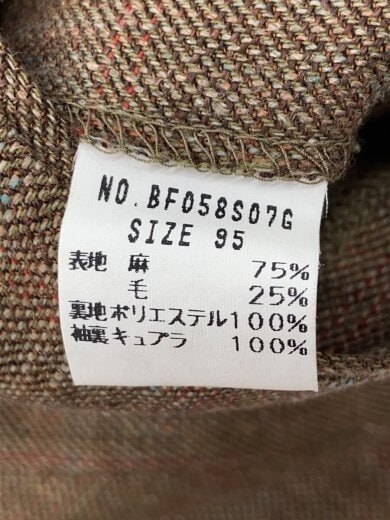 NO.BF058S07G
SIZE 95
表地 麻 75%
毛 25%
裏地ポリエステル100%
袖裏キュプラ 100%